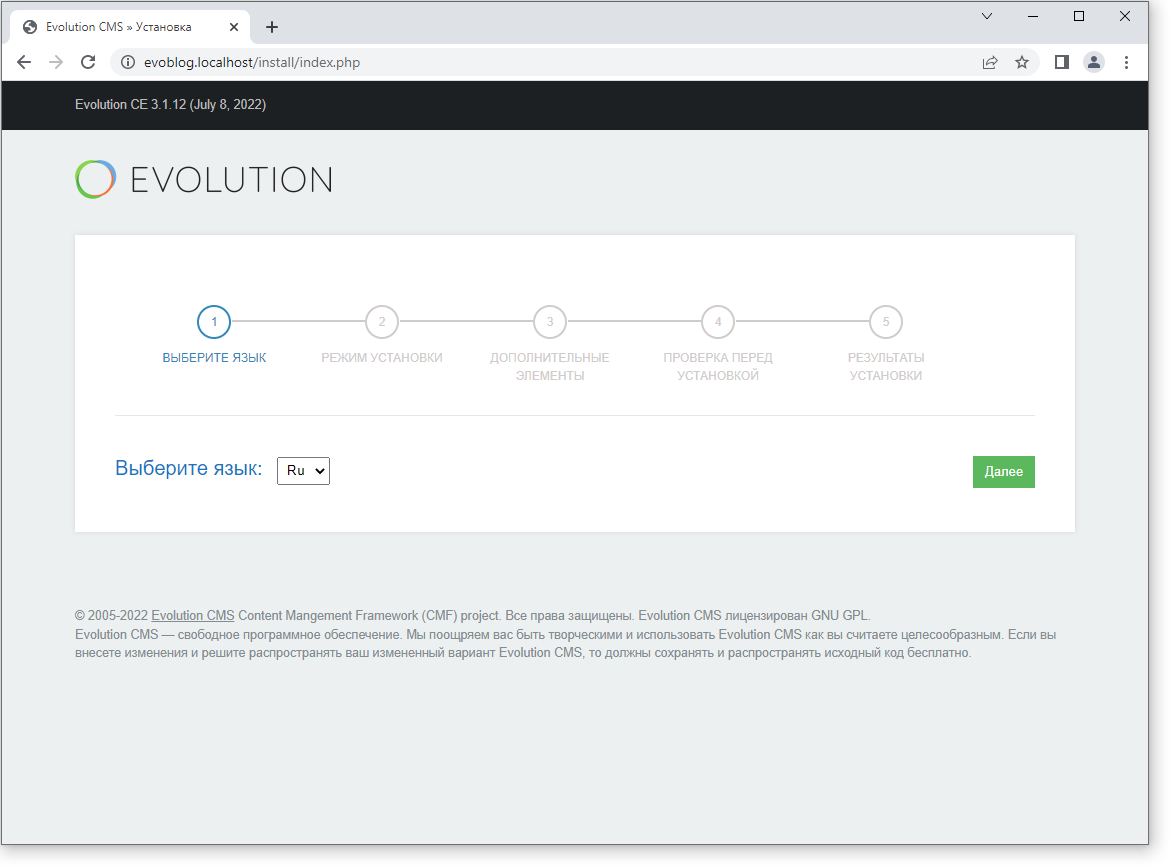 Evolution CMS » Установка
evoblog.localhost/install/index.php
Evolution CE 3.1.12 (July 8, 2022)
EVOLUTION
1
2
3
4
5
ВЫБЕРИТЕ ЯЗЫК
РЕЖИМ УСТАНОВКИ
ДОПОЛНИТЕЛЬНЫЕ
ЭЛЕМЕНТЫ
ПРОВЕРКА ПЕРЕД
УСТАНОВКОЙ
РЕЗУЛЬТАТЫ
УСТАНОВКИ
Выберите язык:
Ru
Далее
© 2005-2022 Evolution CMS Content Mangement Framework (CMF) project. Все права защищены. Evolution CMS лицензирован GNU GPL.
Evolution CMS — свободное программное обеспечение. Мы поощряем вас быть творческими и использовать Evolution CMS как вы считаете целесообразным. Если вы
внесете изменения и решите распространять ваш измененный вариант Evolution CMS, то должны сохранять и распространять исходный код бесплатно.